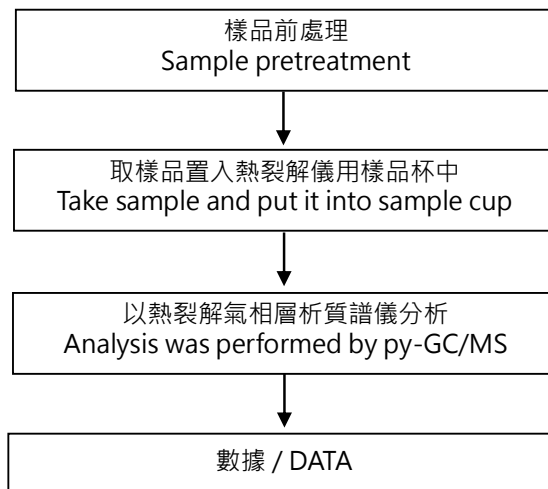 樣品前處理
Sample pretreatment
取樣品置入熱裂解儀用樣品杯中
Take sample and put it into sample cup
以熱裂解氣相層析質譜儀分析
Analysis was performed by py-GC/MS
數據 / DATA